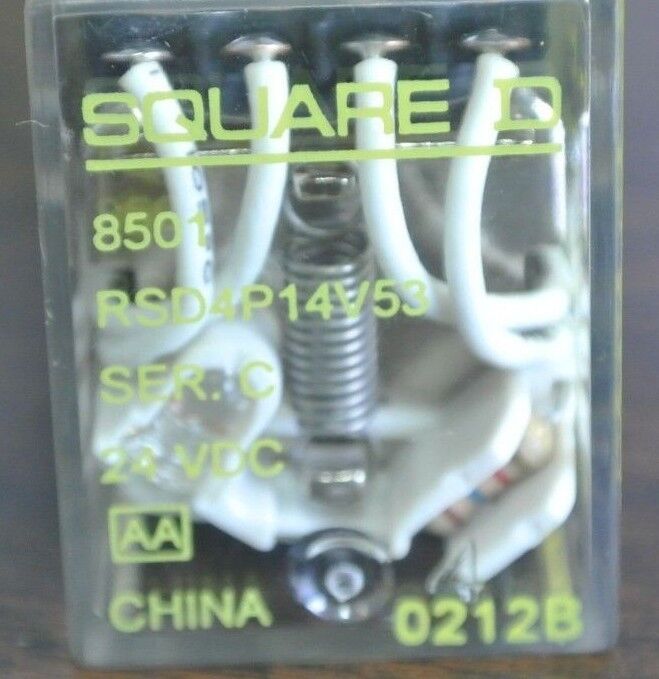 SQUARE D
8501
RSD4P14V53
SER. C
24 VDC
AA
CHINA 0212B